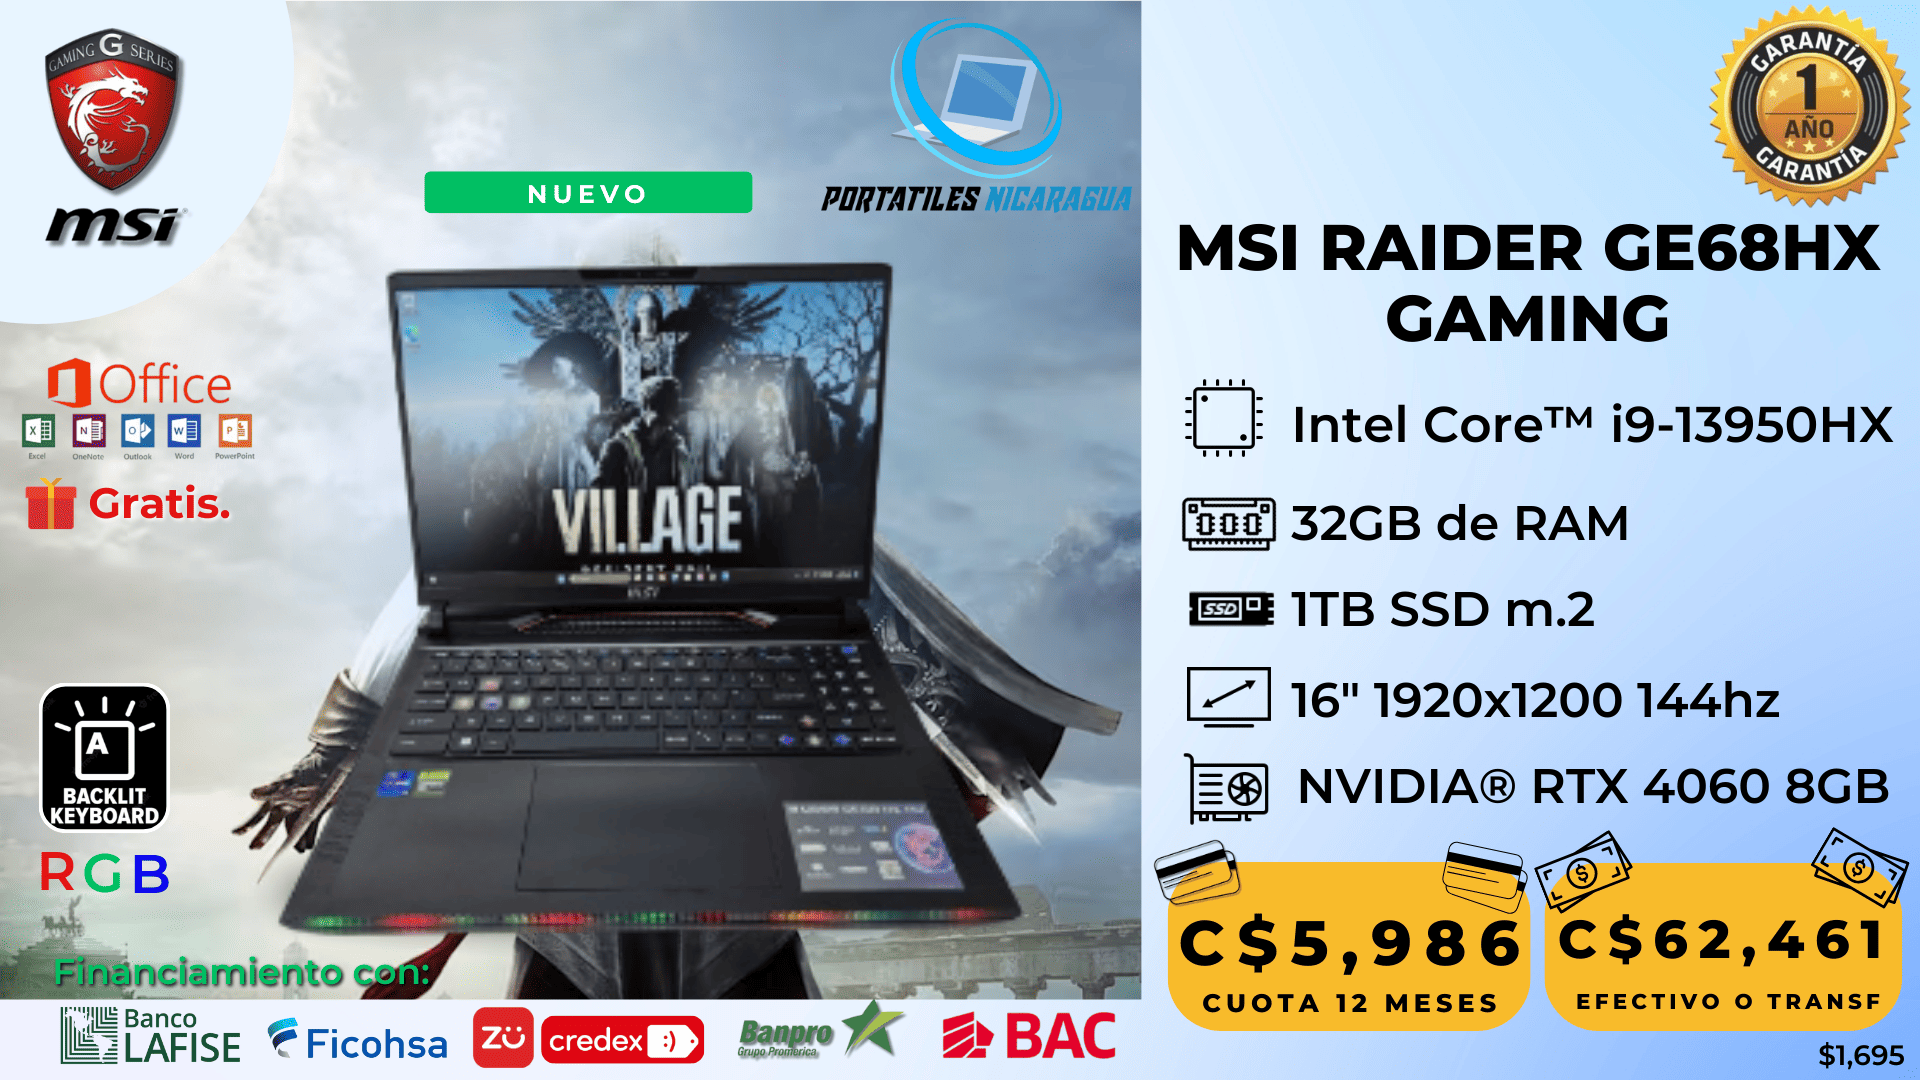 GAMING G SERIES
msi
NUEVO
PORTATILES NICARAGUA
GARANTÍA
1
AÑO
GARANTÍA
MSI RAIDER GE68HX
GAMING
Office
Excel
OneNote
Outlook
Word
PowerPoint
Gratis.
VILLAGE
msi
A
BACKLIT
KEYBOARD
RGB
Intel Core™ i9-13950HX
32GB de RAM
SSD
1TB SSD m.2
16" 1920x1200 144hz
NVIDIA® RTX 4060 8GB
C$5,986
CUOTA 12 MESES
C$62,461
EFECTIVO O TRANSF
$1,695
Financiamiento con:
Banco
LAFISE
Ficohsa
zü
credex
Banpro
Grupo Promerica
BAC